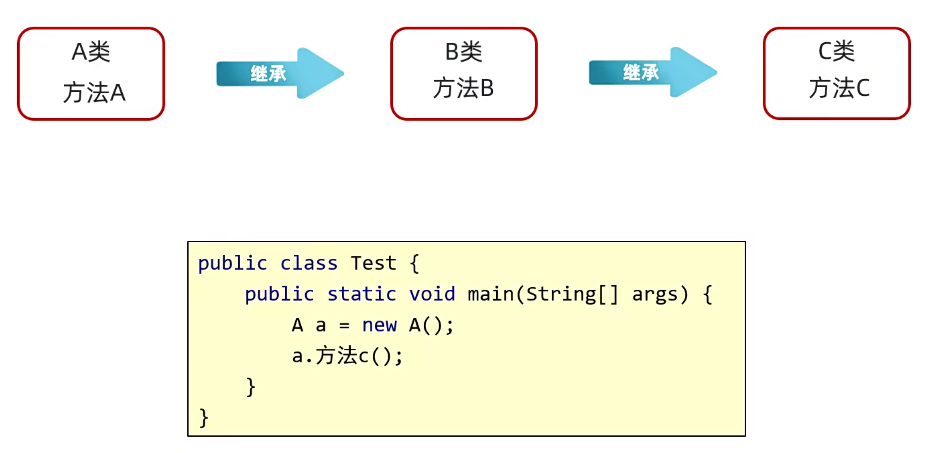 A类
方法A
继承
B类
方法B
继承
C类
方法C
public class Test {
    public static void main(String[] args) {
        A a = new A();
        a.方法c();
    }
}